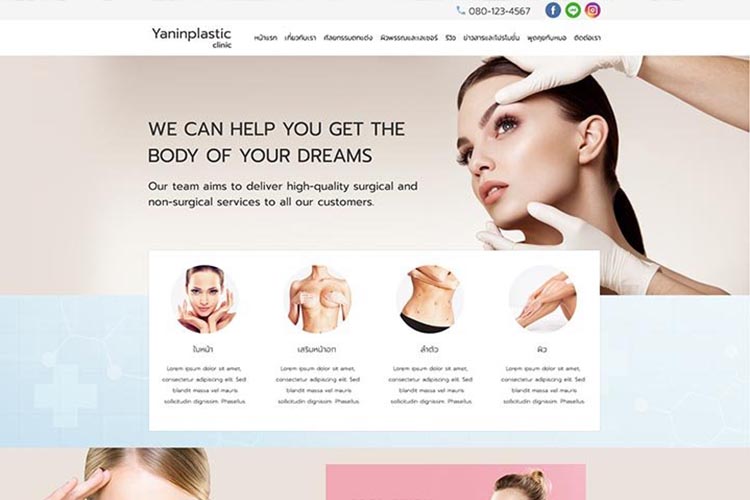 080-123-4567
Yaninplastic
clinic
หน้าแรก เกี่ยวกับเรา ศัลยกรรมตกแต่ง ผิวพรรณและเลเซอร์ รีวิว ข่าวสารและโปรโมชั่น พูดคุยกับหมอ ติดต่อเรา
WE CAN HELP YOU GET THE
BODY OF YOUR DREAMS
Our team aims to deliver high-quality surgical and
non-surgical services to all our customers.
ใบหน้า เสริมหน้าอก ลำตัว ผิว
Lorem ipsum dolor sit amet,
consectetur adipiscing elit. Sed
blandit massa vel mauris
sollicitudin dignissim. Phasellus
Lorem ipsum dolor sit amet,
consectetur adipiscing elit. Sed
blandit massa vel mauris
sollicitudin dignissim. Phasellus
Lorem ipsum dolor sit amet,
consectetur adipiscing elit. Sed
blandit massa vel mauris
sollicitudin dignissim. Phasellus
Lorem ipsum dolor sit amet,
consectetur adipiscing elit. Sed
blandit massa vel mauris
sollicitudin dignissim. Phasellus